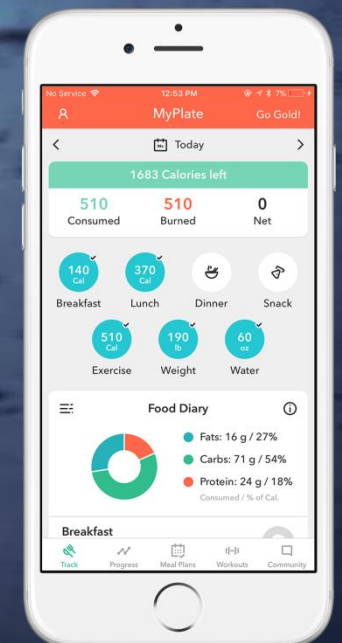 No Service 12:53 PM 7%
MyPlate Go Gold!
Today
1683 Calories left
510 510 0
Consumed Burned Net
140 Cal 370 Cal
Breakfast Lunch Dinner Snack
510 Cal 190 lb 60 oz
Exercise Weight Water
Food Diary
Fats: 16 g / 27%
Carbs: 71 g / 54%
Protein: 24 g / 18%
Consumed / % of Cal.
Breakfast
Track Progress Meal Plans Workouts Community